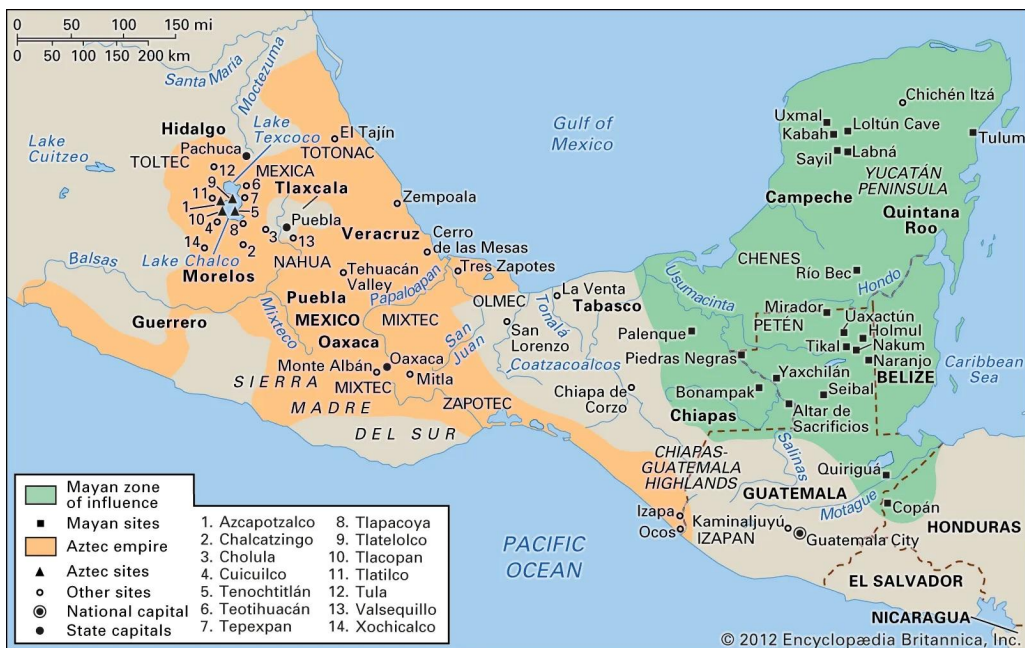 0 50 100 150 mi
0 50 100 150 200 km
Santa María
Moctezuma
Lake
Texcoco
Lake
Cuitzeo
Hidalgo
Pachuca
TOLTEC
12
9
11
1
10
4
14
6
7
5
8
2
3
13
MEXICA
El Tajín
TOTONAC
Tlaxcala
Puebla
Zempoala
Veracruz
Cerro
de las Mesas
Tres Zapotes
Lake Chalco
Morelos
NAHUA
Tehuacán
Valley
Papaloapan
Balsas
Puebla
MEXICO
MIXTEC
Oaxaca
Guerrero
Mixteco
Monte Albán
Oaxaca
MIXTEC
Mitla
ZAPOTEC
SIERRA
MADRE
DEL SUR
San
Juan
OLMEC
San
Lorenzo
La Venta
Tonalá
Tabasco
Coatzacoalcos
Chiapa de
Corzo
Gulf of
Mexico
Chichén Itzá
Uxmal
Kabah
Loltún Cave
Sayil
Labná
Tulum
YUCATÁN
PENINSULA
Campeche
Quintana
Roo
CHENES
Río Bec
Hondo
Usumacinta
Mirador
PETÉN
Uaxactún
Holmul
Tikal
Nakum
Naranjo
BELIZE
Caribbean
Sea
Palenque
Piedras Negras
Yaxchilán
Bonampak
Seibal
Altar de
Sacrificios
Chiapas
Salinas
CHIAPAS-
GUATEMALA
HIGHLANDS
GUATEMALA
Quiriguá
Motague
Copán
HONDURAS
Izapa
Ocos
Kaminaljuyú
IZAPAN
Guatemala City
EL SALVADOR
NICARAGUA
PACIFIC
OCEAN
Mayan zone
of influence
Mayan sites
Aztec empire
Aztec sites
Other sites
National capital
State capitals
1. Azcapotzalco
2. Chalcatzingo
3. Cholula
4. Cuicuilco
5. Tenochtitlán
6. Teotihuacán
7. Tepexpan
8. Tlapacoya
9. Tlatelolco
10. Tlacopan
11. Tlatilco
12. Tula
13. Valsequillo
14. Xochicalco
© 2012 Encyclopædia Britannica, Inc.